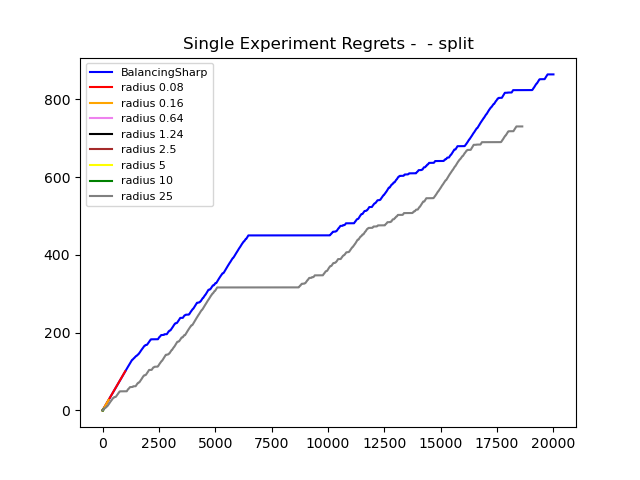 Single Experiment Regrets -  - split
BalancingSharp
radius 0.08
radius 0.16
radius 0.64
radius 1.24
radius 2.5
radius 5
radius 10
radius 25
800
600
400
200
0
0 2500 5000 7500 10000 12500 15000 17500 20000